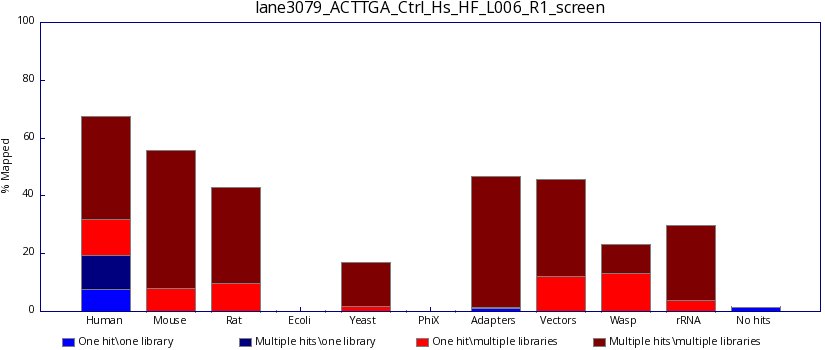 lane3079_ACTTGA_Ctrl_Hs_HF_L006_R1_screen
100
80
60
40
20
0
% Mapped
Human Mouse Rat Ecoli Yeast PhiX Adapters Vectors Wasp rRNA No hits
One hit\one library Multiple hits\one library One hit\multiple libraries Multiple hits\multiple libraries